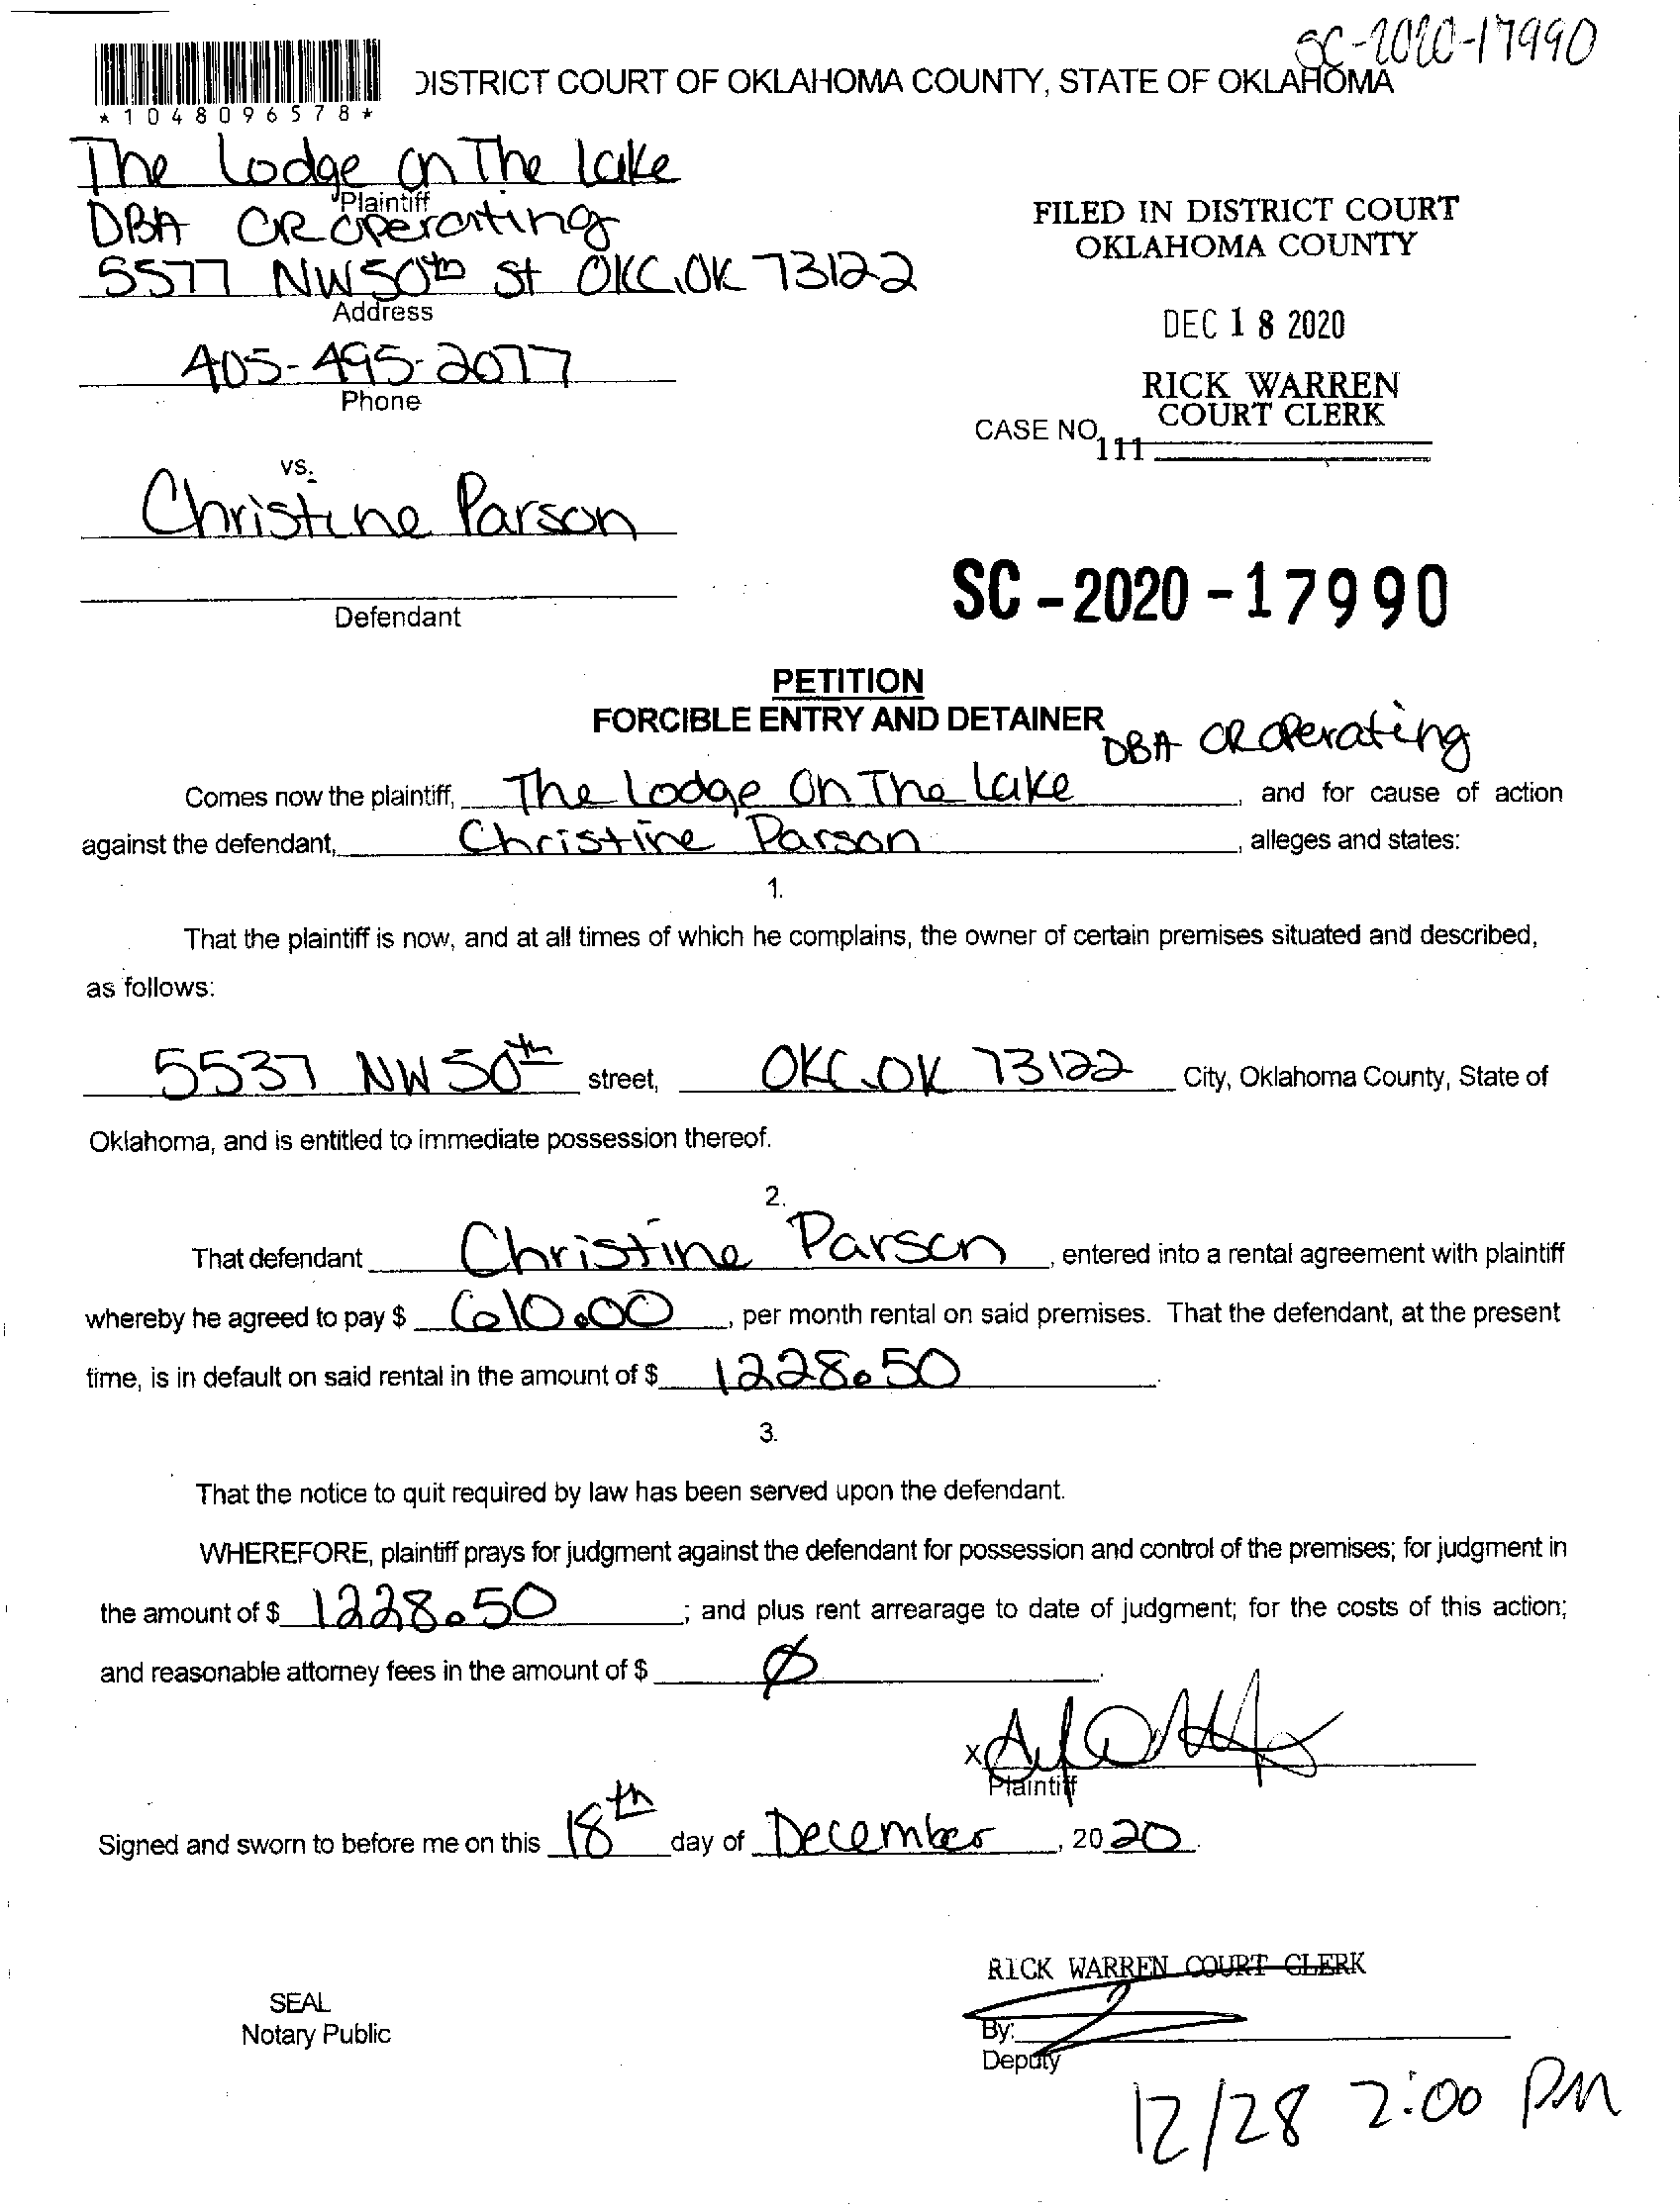 SC-2020-17990
DISTRICT COURT OF OKLAHOMA COUNTY, STATE OF OKLAHOMA
*1048096578*
The Lodge On The Lake
Plaintiff
DBA CR Operating
5577 NW 50th St OKC, OK 73122
Address
405-495-2077
Phone
FILED IN DISTRICT COURT
OKLAHOMA COUNTY
DEC 18 2020
RICK WARREN
COURT CLERK
CASE NO.
111
vs.
Christine Parson
Defendant
SC-2020-17990
PETITION
FORCIBLE ENTRY AND DETAINER
DBA CR Operating
Comes now the plaintiff, The Lodge On The Lake, and for cause of action
against the defendant, Christine Parson, alleges and states:
1.
That the plaintiff is now, and at all times of which he complains, the owner of certain premises situated and described,
as follows:
5537 NW 50th street, OKC, OK 73122 City, Oklahoma County, State of
Oklahoma, and is entitled to immediate possession thereof.
2.
That defendant Christine Parson, entered into a rental agreement with plaintiff
whereby he agreed to pay $ 610.00, per month rental on said premises. That the defendant, at the present
time, is in default on said rental in the amount of $ 1228.50.
3.
That the notice to quit required by law has been served upon the defendant.
WHEREFORE, plaintiff prays for judgment against the defendant for possession and control of the premises; for judgment in
the amount of $ 1228.50; and plus rent arrearage to date of judgment; for the costs of this action;
and reasonable attorney fees in the amount of $ Ø.
X
Plaintiff
Signed and sworn to before me on this 18th day of December, 2020.
RICK WARREN COURT CLERK
SEAL
Notary Public
By:
Deputy
12/28 2:00 PM